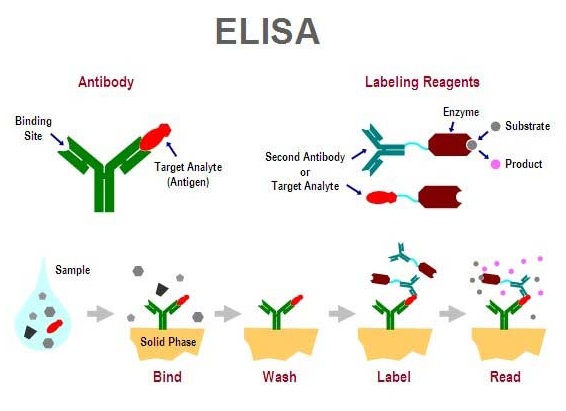 ELISA
Antibody
Labeling Reagents
Binding
Site
Target Analyte
(Antigen)
Enzyme
Substrate
Product
Second Antibody
or
Target Analyte
Sample
Solid Phase
Bind
Wash
Label
Read